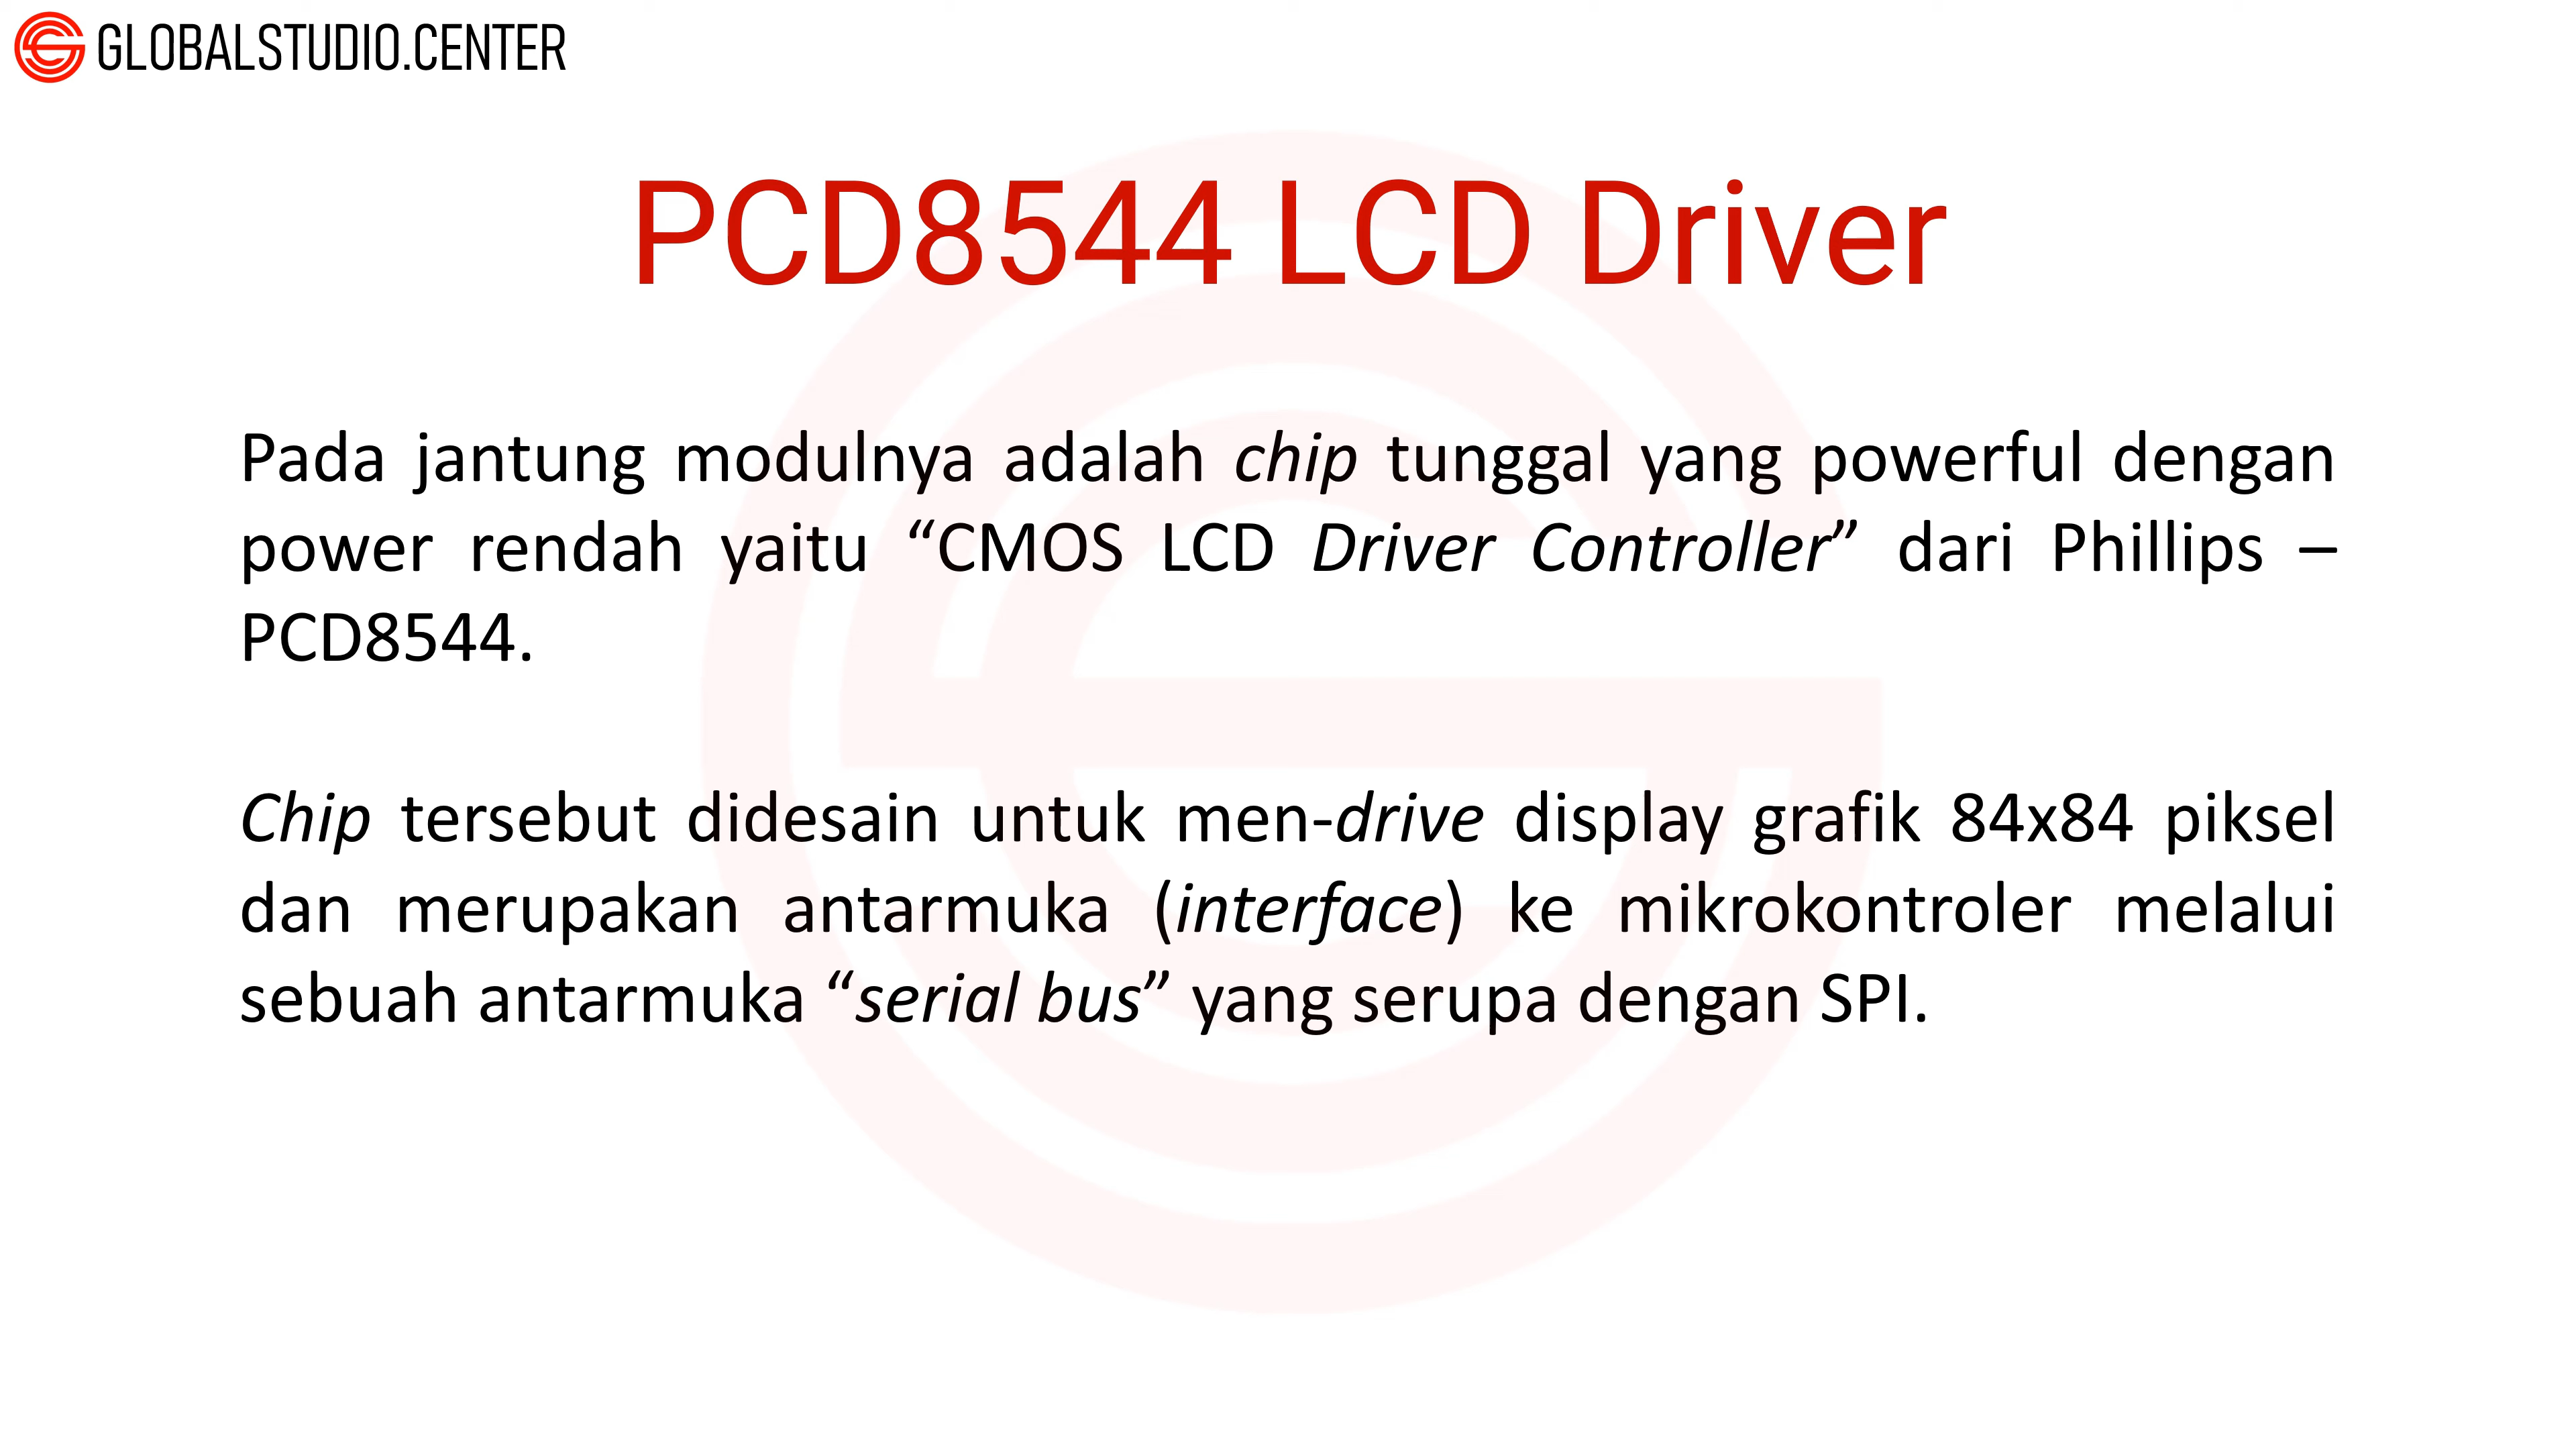 GLOBALSTUDIO.CENTER
PCD8544 LCD Driver
Pada jantung modulnya adalah chip tunggal yang powerful dengan
power rendah yaitu “CMOS LCD Driver Controller” dari Phillips –
PCD8544.
Chip tersebut didesain untuk men-drive display grafik 84x84 piksel
dan merupakan antarmuka (interface) ke mikrokontroler melalui
sebuah antarmuka “serial bus” yang serupa dengan SPI.